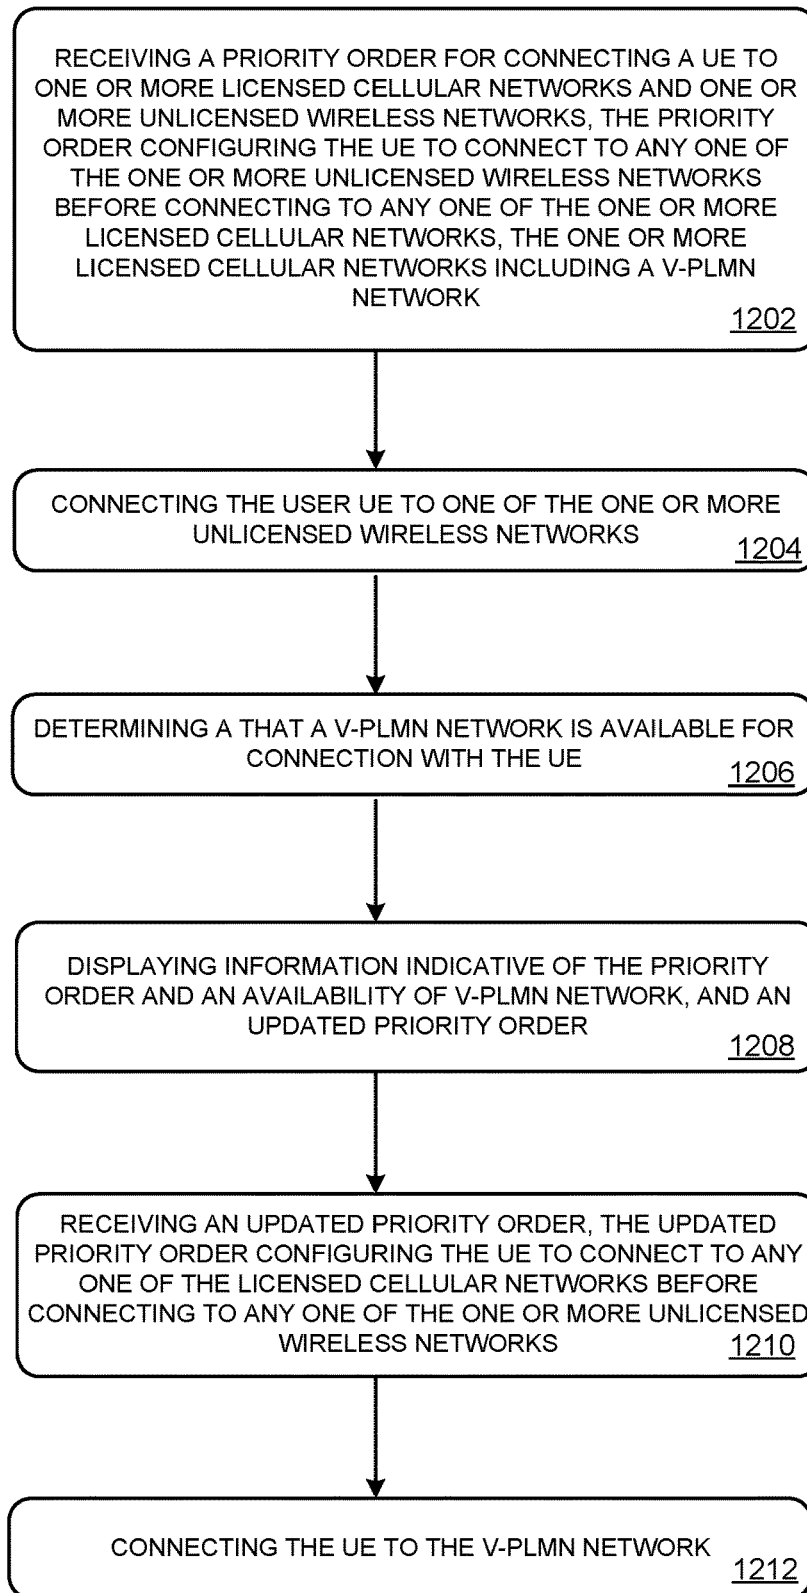 RECEIVING A PRIORITY ORDER FOR CONNECTING A UE TO
ONE OR MORE LICENSED CELLULAR NETWORKS AND ONE OR
MORE UNLICENSED WIRELESS NETWORKS, THE PRIORITY
ORDER CONFIGURING THE UE TO CONNECT TO ANY ONE OF
THE ONE OR MORE UNLICENSED WIRELESS NETWORKS
BEFORE CONNECTING TO ANY ONE OF THE ONE OR MORE
LICENSED CELLULAR NETWORKS, THE ONE OR MORE
LICENSED CELLULAR NETWORKS INCLUDING A V-PLMN
NETWORK
1202
CONNECTING THE USER UE TO ONE OF THE ONE OR MORE
UNLICENSED WIRELESS NETWORKS
1204
DETERMINING A THAT A V-PLMN NETWORK IS AVAILABLE FOR
CONNECTION WITH THE UE
1206
DISPLAYING INFORMATION INDICATIVE OF THE PRIORITY
ORDER AND AN AVAILABILITY OF V-PLMN NETWORK, AND AN
UPDATED PRIORITY ORDER
1208
RECEIVING AN UPDATED PRIORITY ORDER, THE UPDATED
PRIORITY ORDER CONFIGURING THE UE TO CONNECT TO ANY
ONE OF THE LICENSED CELLULAR NETWORKS BEFORE
CONNECTING TO ANY ONE OF THE ONE OR MORE UNLICENSED
WIRELESS NETWORKS
1210
CONNECTING THE UE TO THE V-PLMN NETWORK
1212